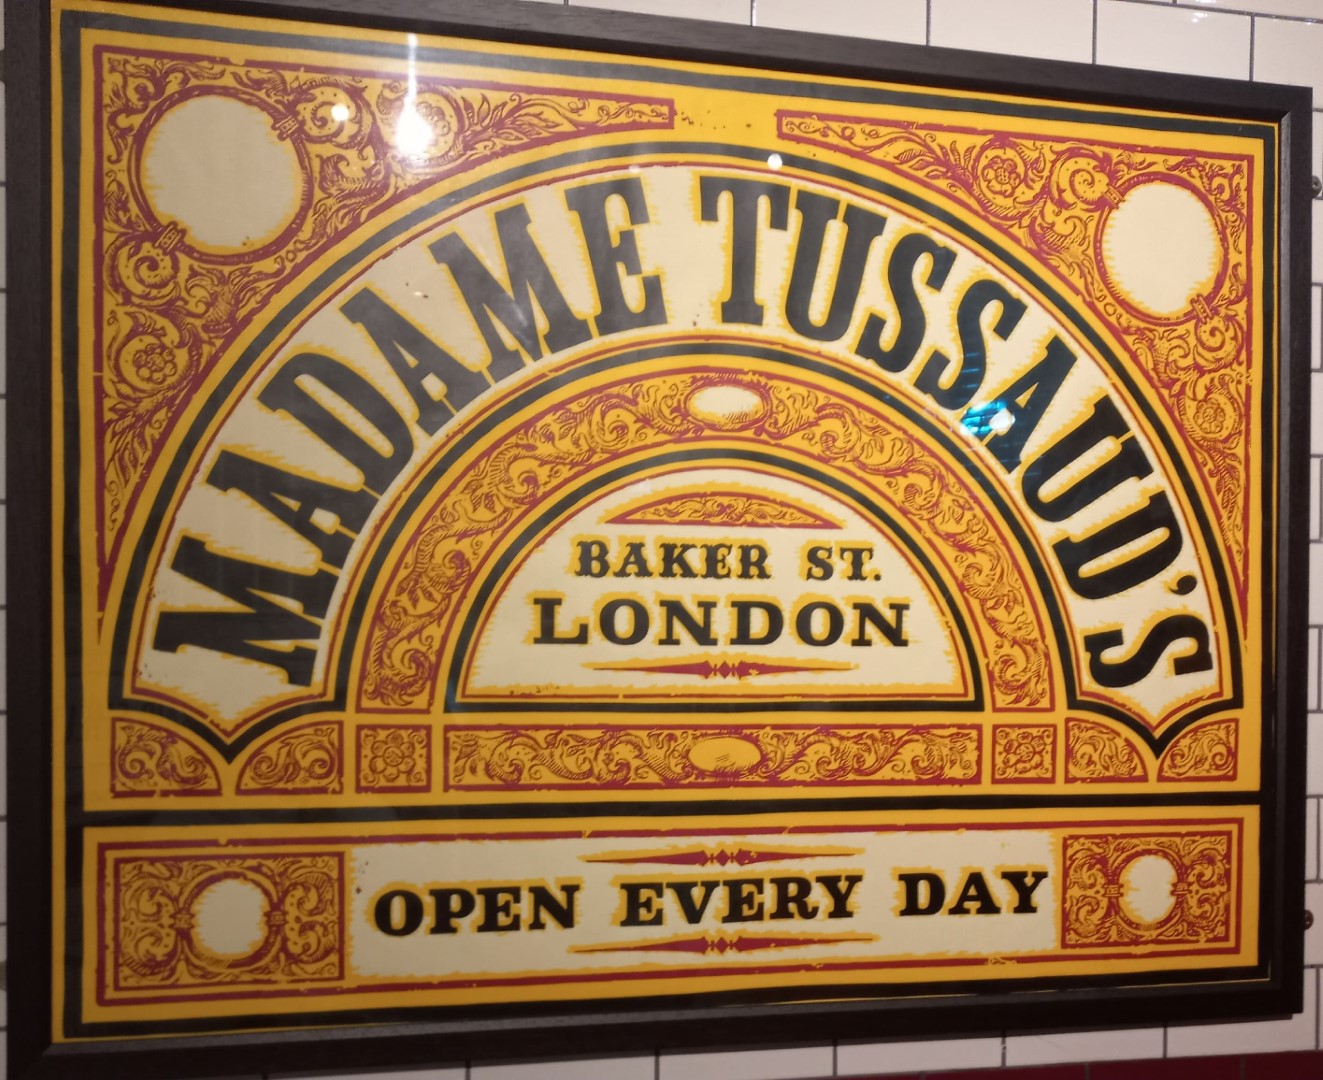 MADAME TUSSAUD'S
BAKER ST.
LONDON
OPEN EVERY DAY